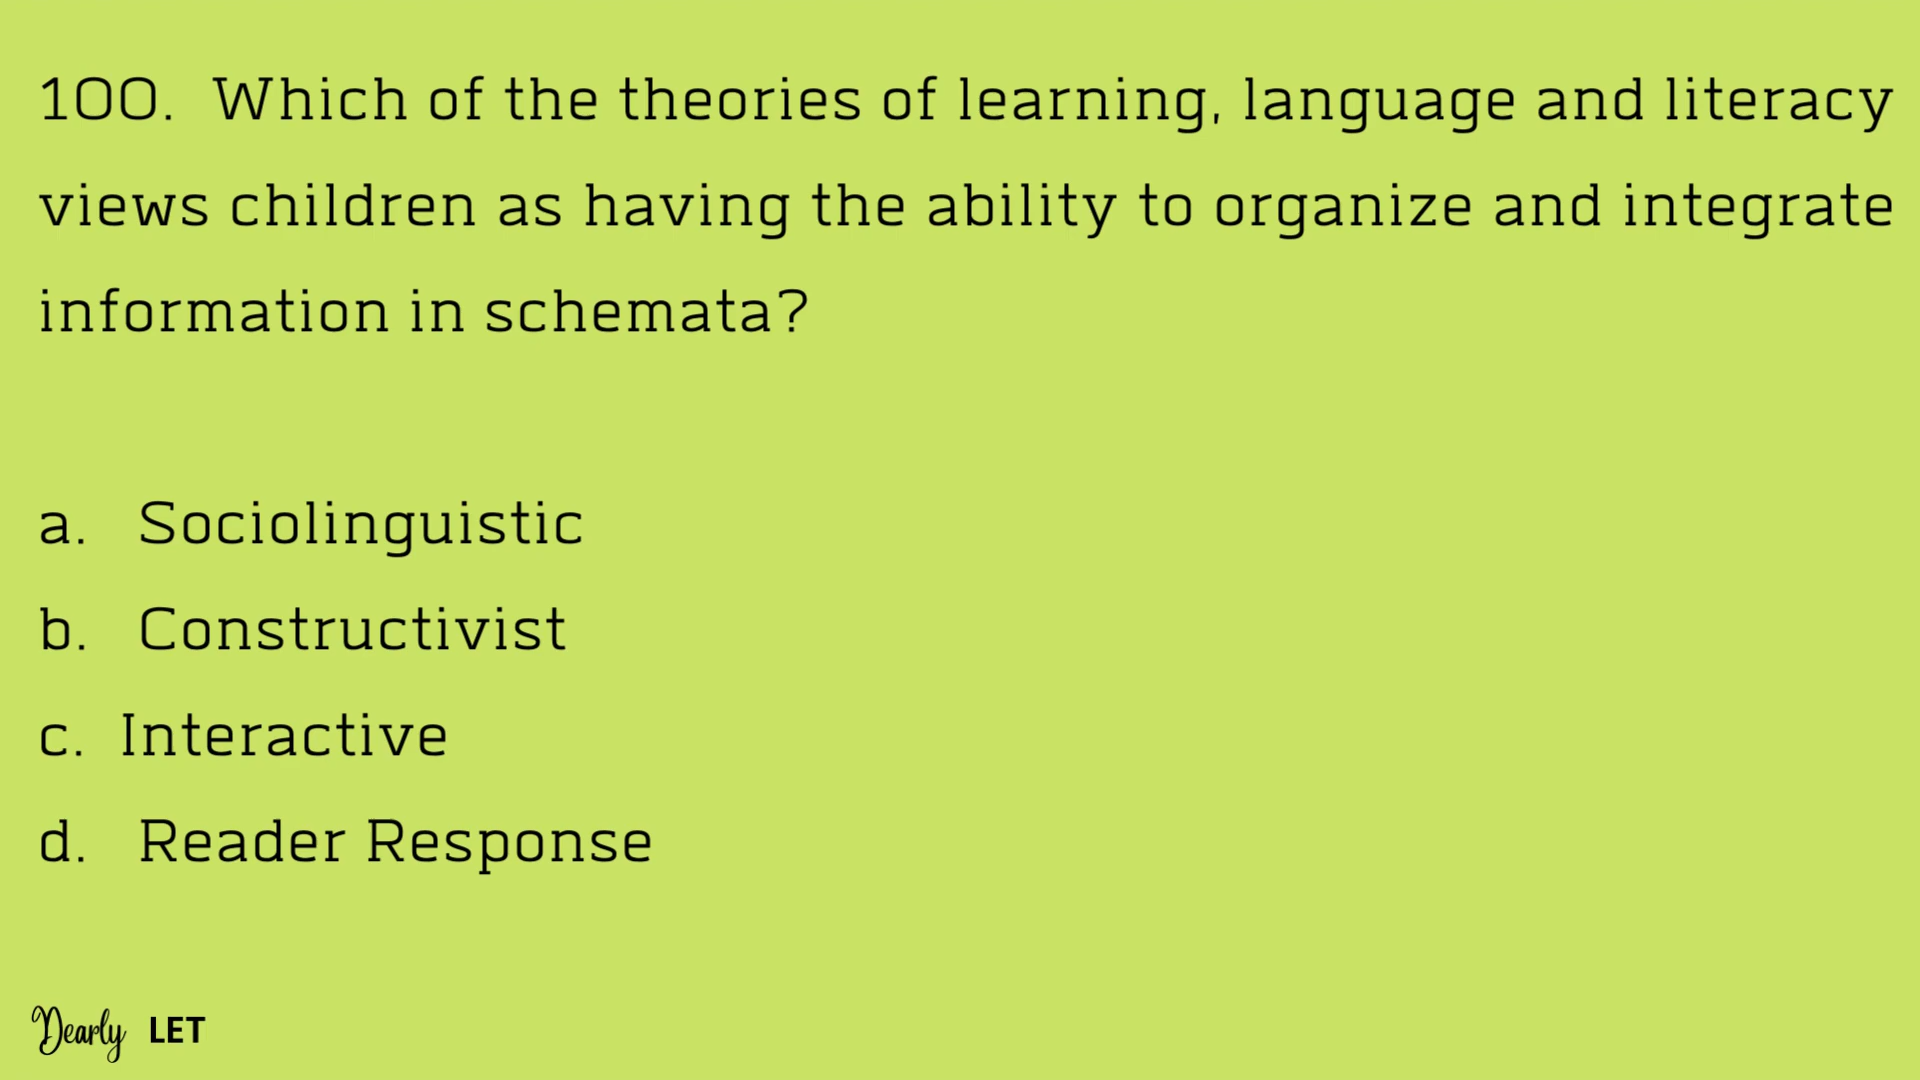 100. Which of the theories of learning, language and literacy
views children as having the ability to organize and integrate
information in schemata?
a. Sociolinguistic
b. Constructivist
c. Interactive
d. Reader Response
Dearly LET